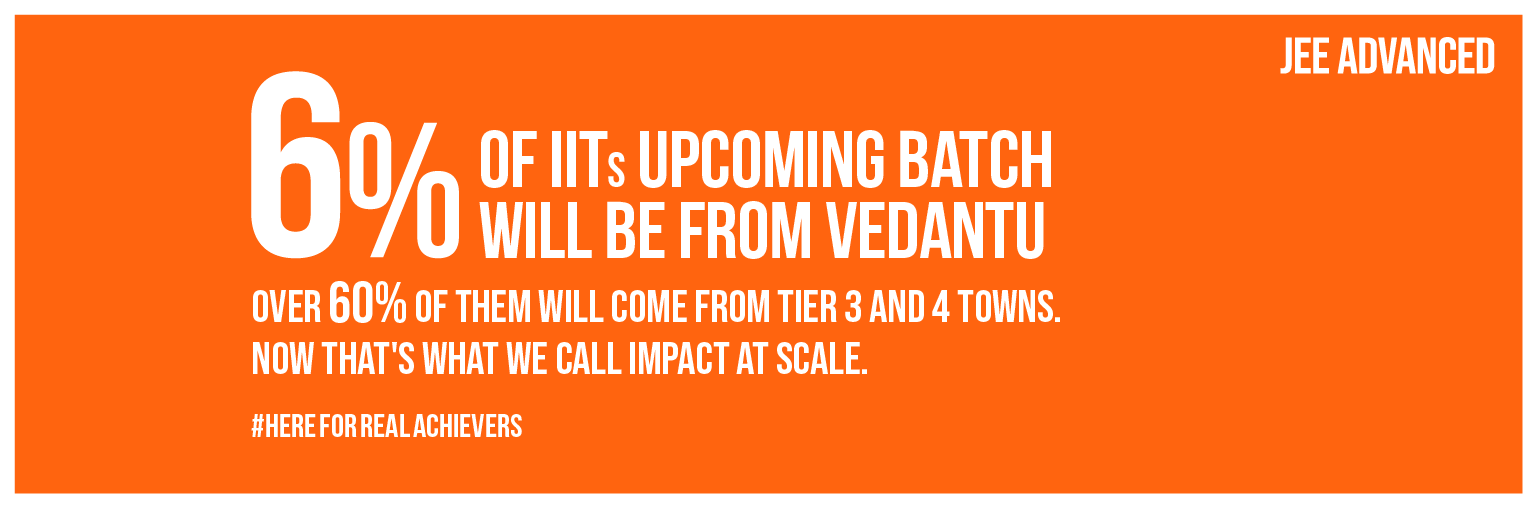 JEE ADVANCED
6% OF IITs UPCOMING BATCH
WILL BE FROM VEDANTU
OVER 60% OF THEM WILL COME FROM TIER 3 AND 4 TOWNS.
NOW THAT'S WHAT WE CALL IMPACT AT SCALE.
#HERE FOR REAL ACHIEVERS